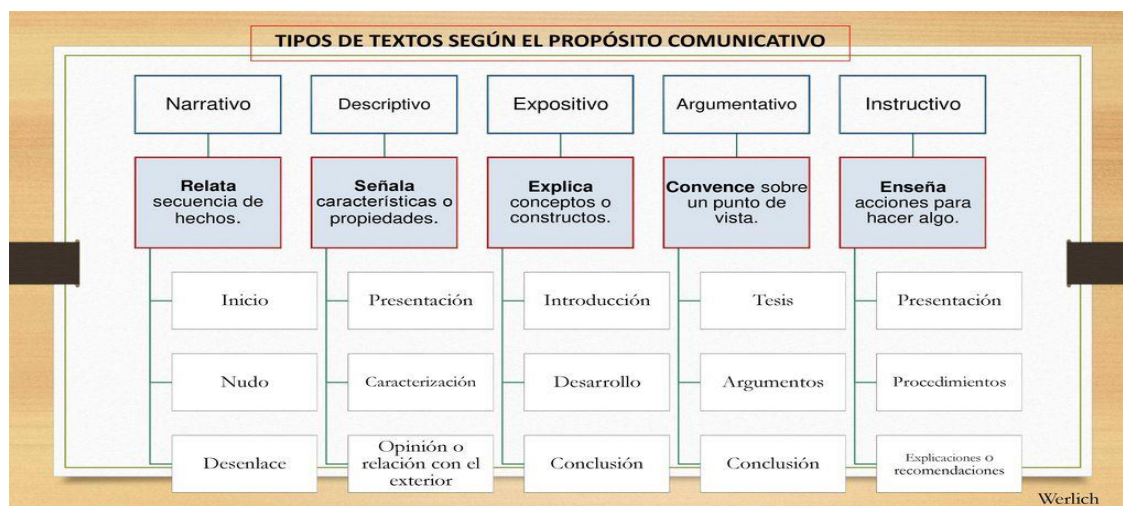 TIPOS DE TEXTOS SEGÚN EL PROPÓSITO COMUNICATIVO
Narrativo
Relata
secuencia de
hechos.
Inicio
Nudo
Desenlace
Descriptivo
Señala
características o
propiedades.
Presentación
Caracterización
Opinión o
relación con el
exterior
Expositivo
Explica
conceptos o
constructos.
Introducción
Desarrollo
Conclusión
Argumentativo
Convence sobre
un punto de
vista.
Tesis
Argumentos
Conclusión
Instructivo
Enseña
acciones para
hacer algo.
Presentación
Procedimientos
Explicaciones o
recomendaciones
Werlich